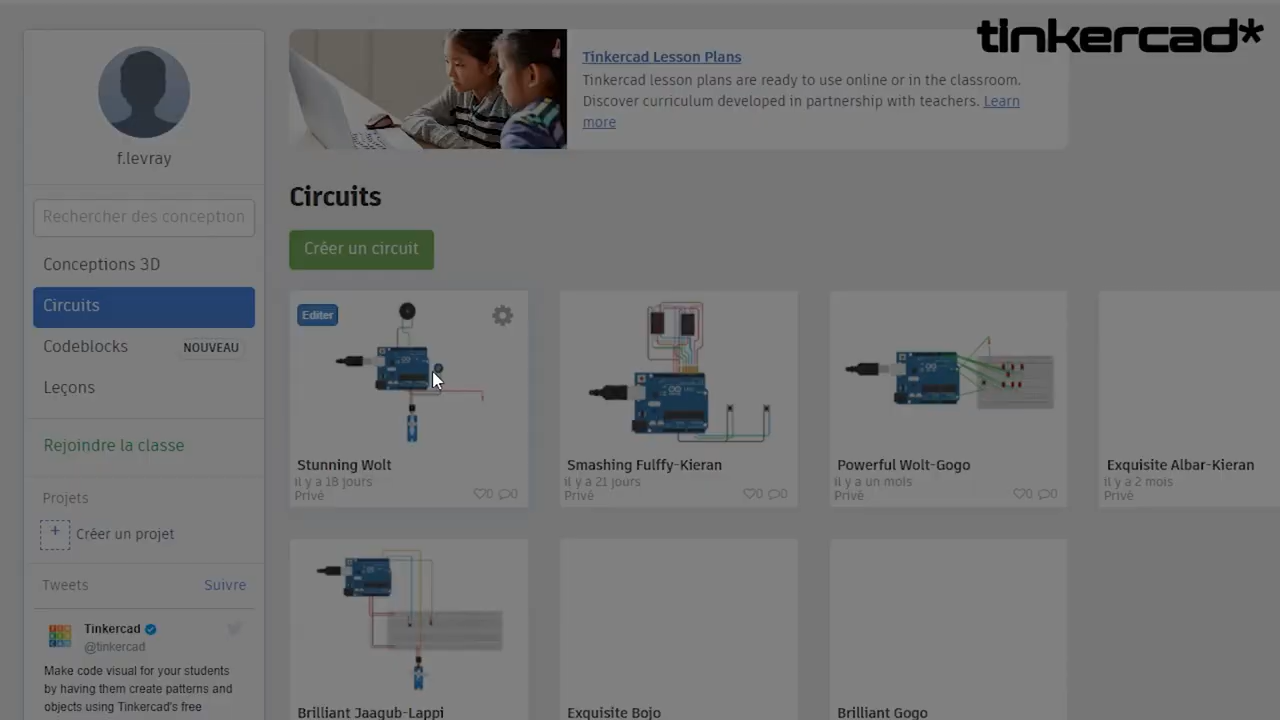 tinkercad*
f.levray
Rechercher des conception
Conceptions 3D
Circuits
Codeblocks
NOUVEAU
Leçons
Rejoindre la classe
Projets
+
Créer un projet
Tweets
Suivre
Tinkercad
@tinkercad
Make code visual for your students
by having them create patterns and
objects using Tinkercad's free
Tinkercad Lesson Plans
Tinkercad lesson plans are ready to use online or in the classroom.
Discover curriculum developed in partnership with teachers. Learn
more
Circuits
Créer un circuit
Editer
Stunning Wolt
il y a 18 jours
Privé
0 0
Smashing Fulffy-Kieran
il y a 21 jours
Privé
0 0
Powerful Wolt-Gogo
il y a un mois
Privé
0 0
Exquisite Albar-Kieran
il y a 2 mois
Privé
Brilliant Jaagub-Lappi
Exquisite Bojo
Brilliant Gogo